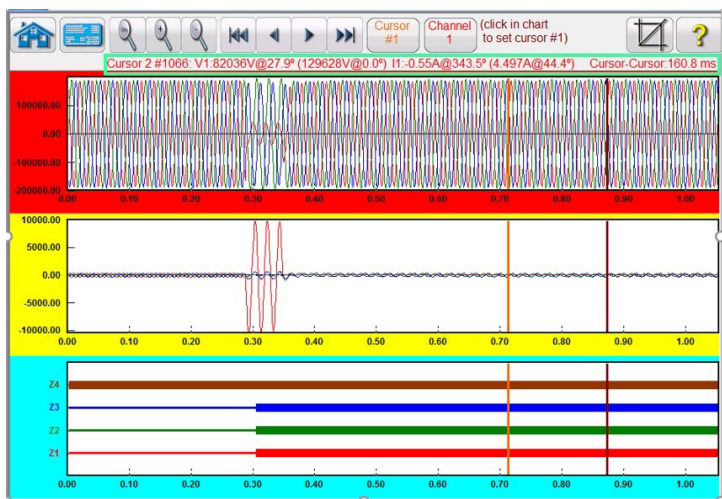 Cursor #1
Channel 1
(click in chart to set cursor #1)
?
Cursor 2 #1066: V1:82036V@27.9º (129628V@0.0º) I1:-0.55A@343.5º (4.497A@44.4º) Cursor-Cursor:160.8 ms
100000.00
0.00
-100000.00
-200000.00
0.00 0.10 0.20 0.30 0.40 0.50 0.60 0.70 0.80 0.90 1.00
10000.00
5000.00
0.00
-5000.00
-10000.00
0.00 0.10 0.20 0.30 0.40 0.50 0.60 0.70 0.80 0.90 1.00
Z4
Z3
Z2
Z1
0.00 0.10 0.20 0.30 0.40 0.50 0.60 0.70 0.80 0.90 1.00